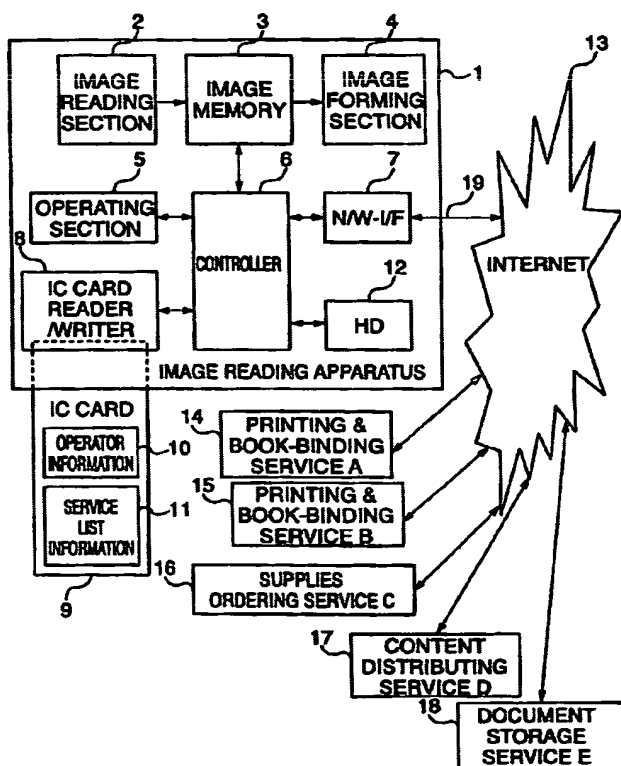 2
3
4
13
IMAGE
READING
SECTION
IMAGE
MEMORY
IMAGE
FORMING
SECTION
1
5
6
7
19
OPERATING
SECTION
CONTROLLER
N/W-I/F
INTERNET
8
12
IC CARD
READER
/WRITER
HD
IMAGE READING APPARATUS
IC CARD
OPERATOR
INFORMATION
10
SERVICE
LIST
INFORMATION
11
9
14
PRINTING &
BOOK-BINDING
SERVICE A
15
PRINTING &
BOOK-BINDING
SERVICE B
16
SUPPLIES
ORDERING SERVICE C
17
CONTENT
DISTRIBUTING
SERVICE D
18
DOCUMENT
STORAGE
SERVICE E